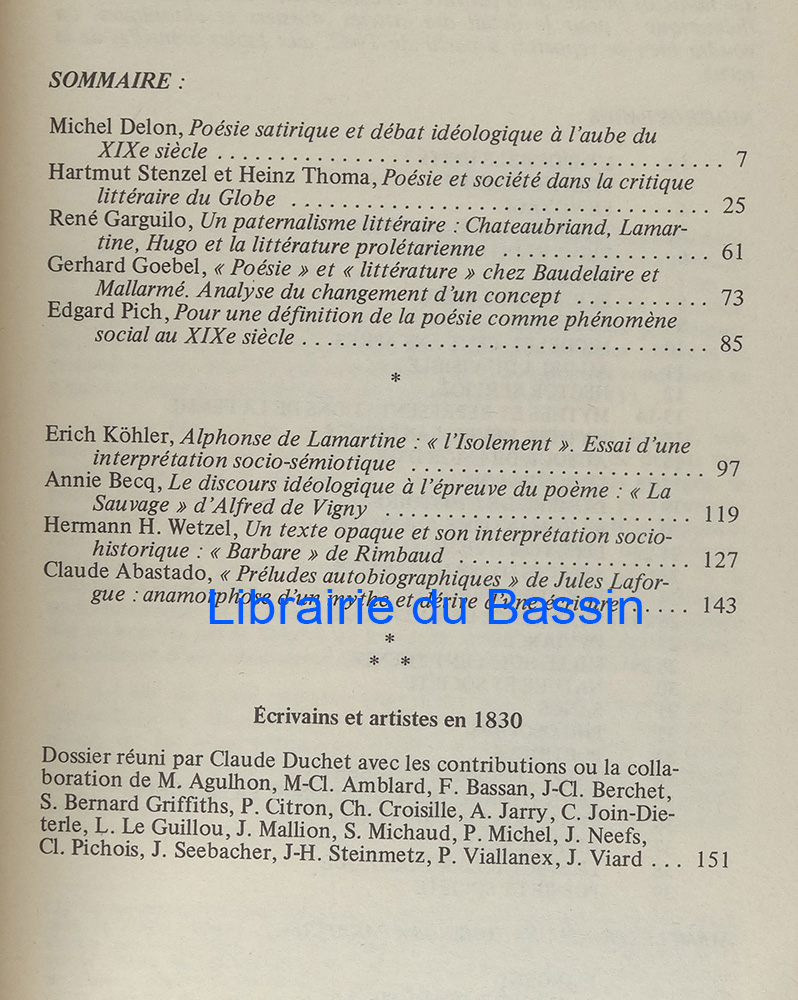 SOMMAIRE :
Michel Delon, Poésie satirique et débat idéologique à l'aube du
XIXe siècle . . . . . . . . . . . . . . . . . . . . . . . . . . . . . . . . . . . . . . . . . 7
Hartmut Stenzel et Heinz Thoma, Poésie et société dans la critique
littéraire du Globe . . . . . . . . . . . . . . . . . . . . . . . . . . . . . . . . . . 25
René Garguilo, Un paternalisme littéraire : Chateaubriand, Lamar-
tine, Hugo et la littérature prolétarienne . . . . . . . . . . . . . . . . . . . 61
Gerhard Goebel, « Poésie » et « littérature » chez Baudelaire et
Mallarmé. Analyse du changement d'un concept . . . . . . . . . . . 73
Edgard Pich, Pour une définition de la poésie comme phénomène
social au XIXe siècle . . . . . . . . . . . . . . . . . . . . . . . . . . . . . . . . . 85
*
Erich Köhler, Alphonse de Lamartine : « l'Isolement ». Essai d'une
interprétation socio-sémiotique . . . . . . . . . . . . . . . . . . . . . . . . 97
Annie Becq, Le discours idéologique à l'épreuve du poème : « La
Sauvage » d'Alfred de Vigny . . . . . . . . . . . . . . . . . . . . . . . . . 119
Hermann H. Wetzel, Un texte opaque et son interprétation socio-
historique : « Barbare » de Rimbaud . . . . . . . . . . . . . . . . . . . 127
Claude Abastado, « Préludes autobiographiques » de Jules Lafor-
gue : anamorphose d'un mythe et dérive d'une écriture . . . . . 143
Librairie du Bassin
*
* *
Écrivains et artistes en 1830
Dossier réuni par Claude Duchet avec les contributions ou la colla-
boration de M. Agulhon, M-Cl. Amblard, F. Bassan, J-Cl. Berchet,
S. Bernard Griffiths, P. Citron, Ch. Croisille, A. Jarry, C. Join-Die-
terle, L. Le Guillou, J. Mallion, S. Michaud, P. Michel, J. Neefs,
Cl. Pichois, J. Seebacher, J-H. Steinmetz, P. Viallanex, J. Viard . . . 151